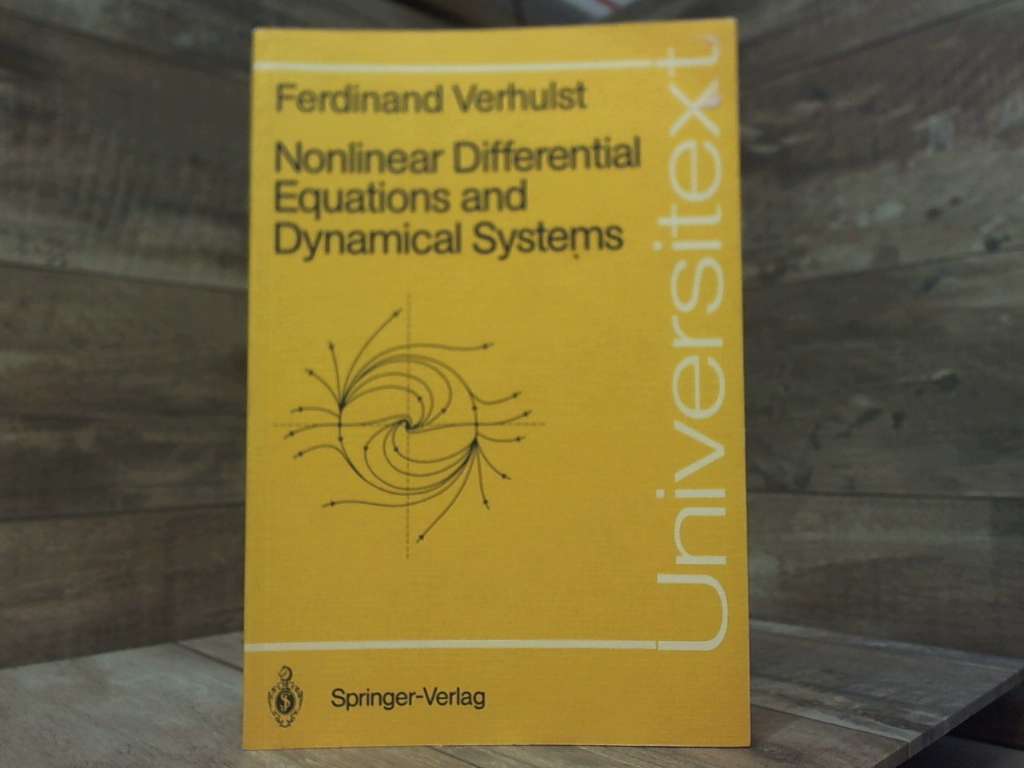 Ferdinand Verhulst
Nonlinear Differential
Equations and
Dynamical Systems
Universitext
Springer-Verlag